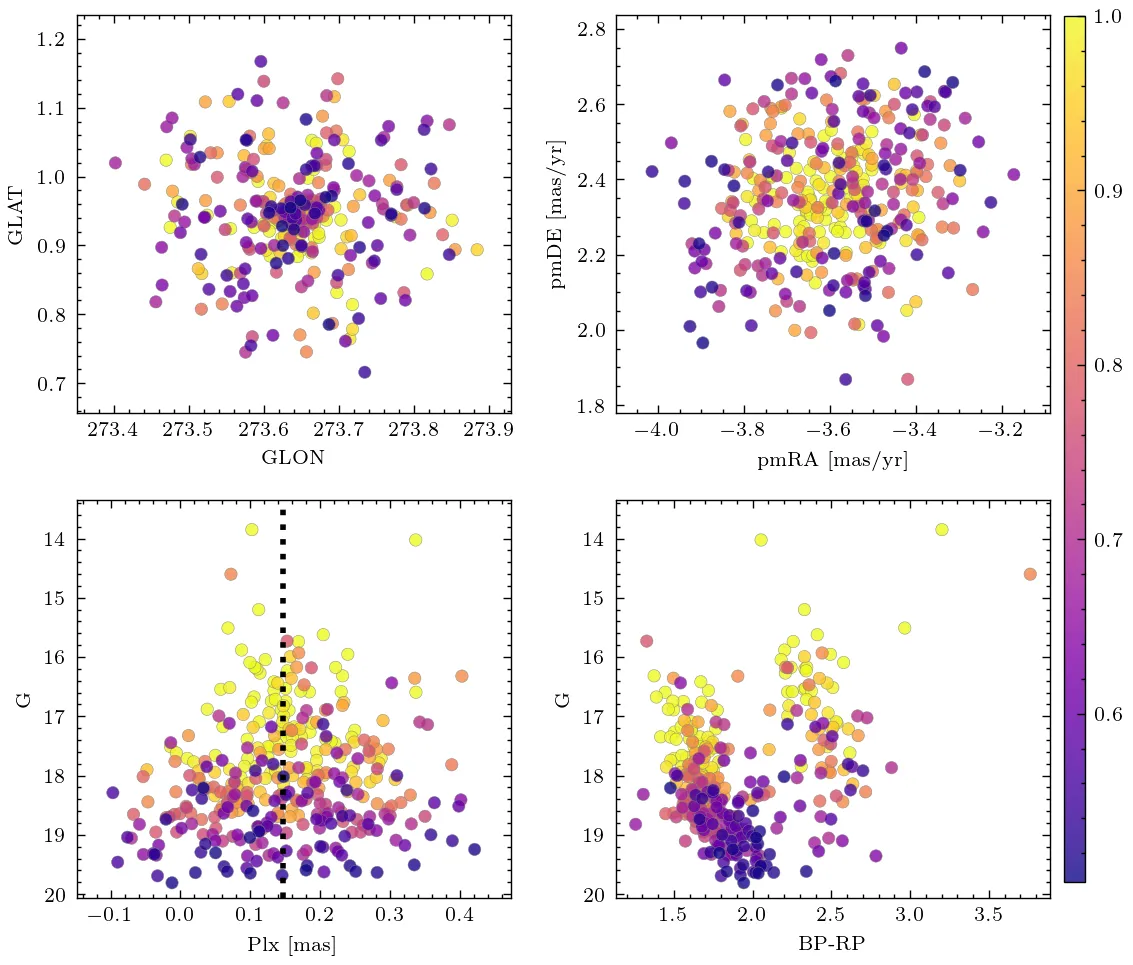 1.2
1.1
1.0
0.9
0.8
0.7
GLAT
273.4 273.5 273.6 273.7 273.8 273.9
GLON
2.8
2.6
2.4
2.2
2.0
1.8
pmDE [mas/yr]
−4.0 −3.8 −3.6 −3.4 −3.2
pmRA [mas/yr]
1.0
0.9
0.8
0.7
0.6
14
15
16
17
18
19
20
G
−0.1 0.0 0.1 0.2 0.3 0.4
Plx [mas]
14
15
16
17
18
19
20
G
1.5 2.0 2.5 3.0 3.5
BP-RP